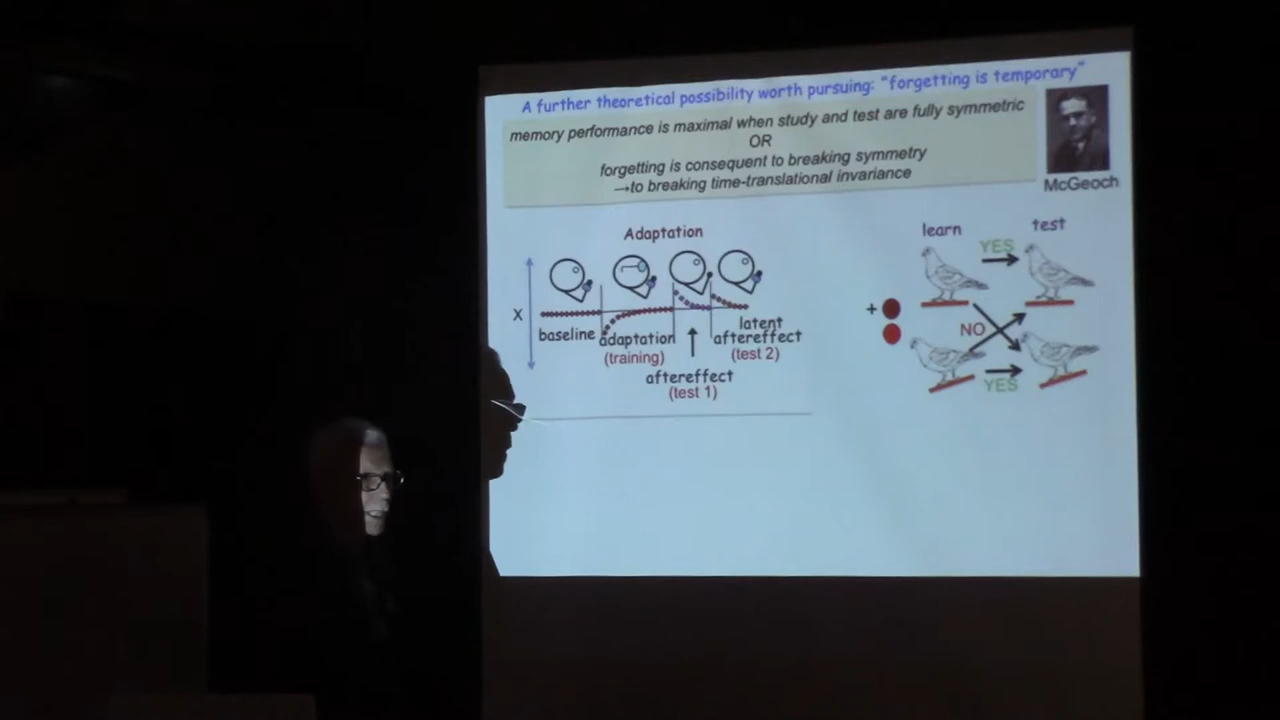 A further theoretical possibility worth pursuing: "forgetting is temporary"
memory performance is maximal when study and test are fully symmetric
OR
forgetting is consequent to breaking symmetry
→to breaking time-translational invariance
McGeoch
Adaptation
X
baseline
adaptation
(training)
aftereffect
(test 1)
latent
aftereffect
(test 2)
learn
test
YES
+
NO
YES